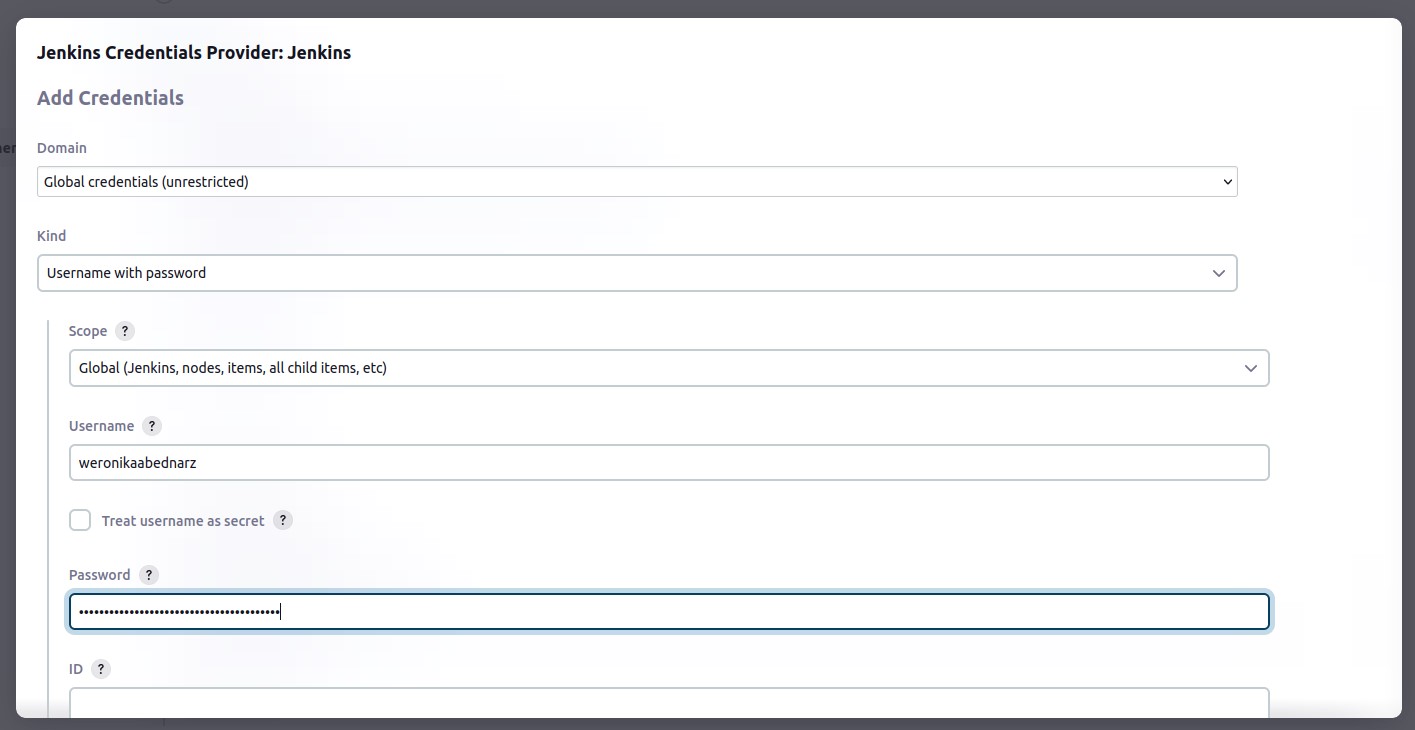 Jenkins Credentials Provider: Jenkins
Add Credentials
Domain
Global credentials (unrestricted)
Kind
Username with password
Scope ?
Global (Jenkins, nodes, items, all child items, etc)
Username ?
weronikaabednarz
Treat username as secret ?
Password ?
••••••••••••••••••••••••••••••••••••••••
ID ?